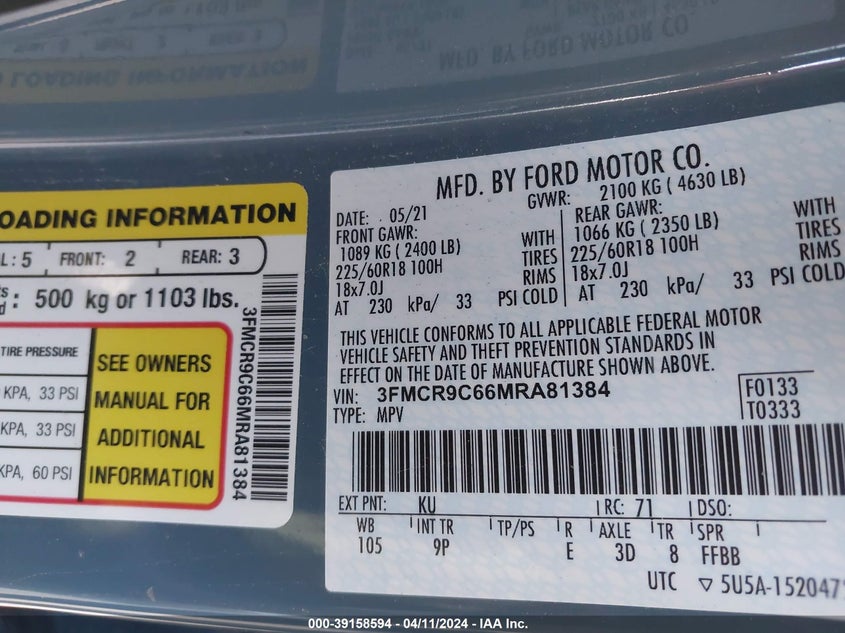 MFD. BY FORD MOTOR CO.
LOADING INFORMATION
OADING INFORMATION
L: 5 FRONT: 2 REAR: 3
: 500 kg or 1103 lbs.
TIRE PRESSURE
KPA, 33 PSI
KPA, 33 PSI
KPA, 60 PSI
SEE OWNERS
MANUAL FOR
ADDITIONAL
INFORMATION
3FMCR9C66MRA81384
MFD. BY FORD MOTOR CO.
DATE: 05/21 GVWR: 2100 KG ( 4630 LB)
FRONT GAWR: REAR GAWR:
1089 KG ( 2400 LB) WITH 1066 KG ( 2350 LB) WITH
225/60R18 100H TIRES 225/60R18 100H TIRES
18x7.0J RIMS 18x7.0J RIMS
AT 230 kPa/ 33 PSI COLD AT 230 kPa/ 33 PSI COLD
THIS VEHICLE CONFORMS TO ALL APPLICABLE FEDERAL MOTOR
VEHICLE SAFETY AND THEFT PREVENTION STANDARDS IN
EFFECT ON THE DATE OF MANUFACTURE SHOWN ABOVE.
VIN: 3FMCR9C66MRA81384 F0133
TYPE: MPV T0333
EXT PNT: KU RC: 71 DSO:
WB INT TR TP/PS R AXLE TR SPR
105 9P E 3D 8 FFBB
UTC ▽ 5U5A-152047
000-39158594 - 04/11/2024 - IAA Inc.